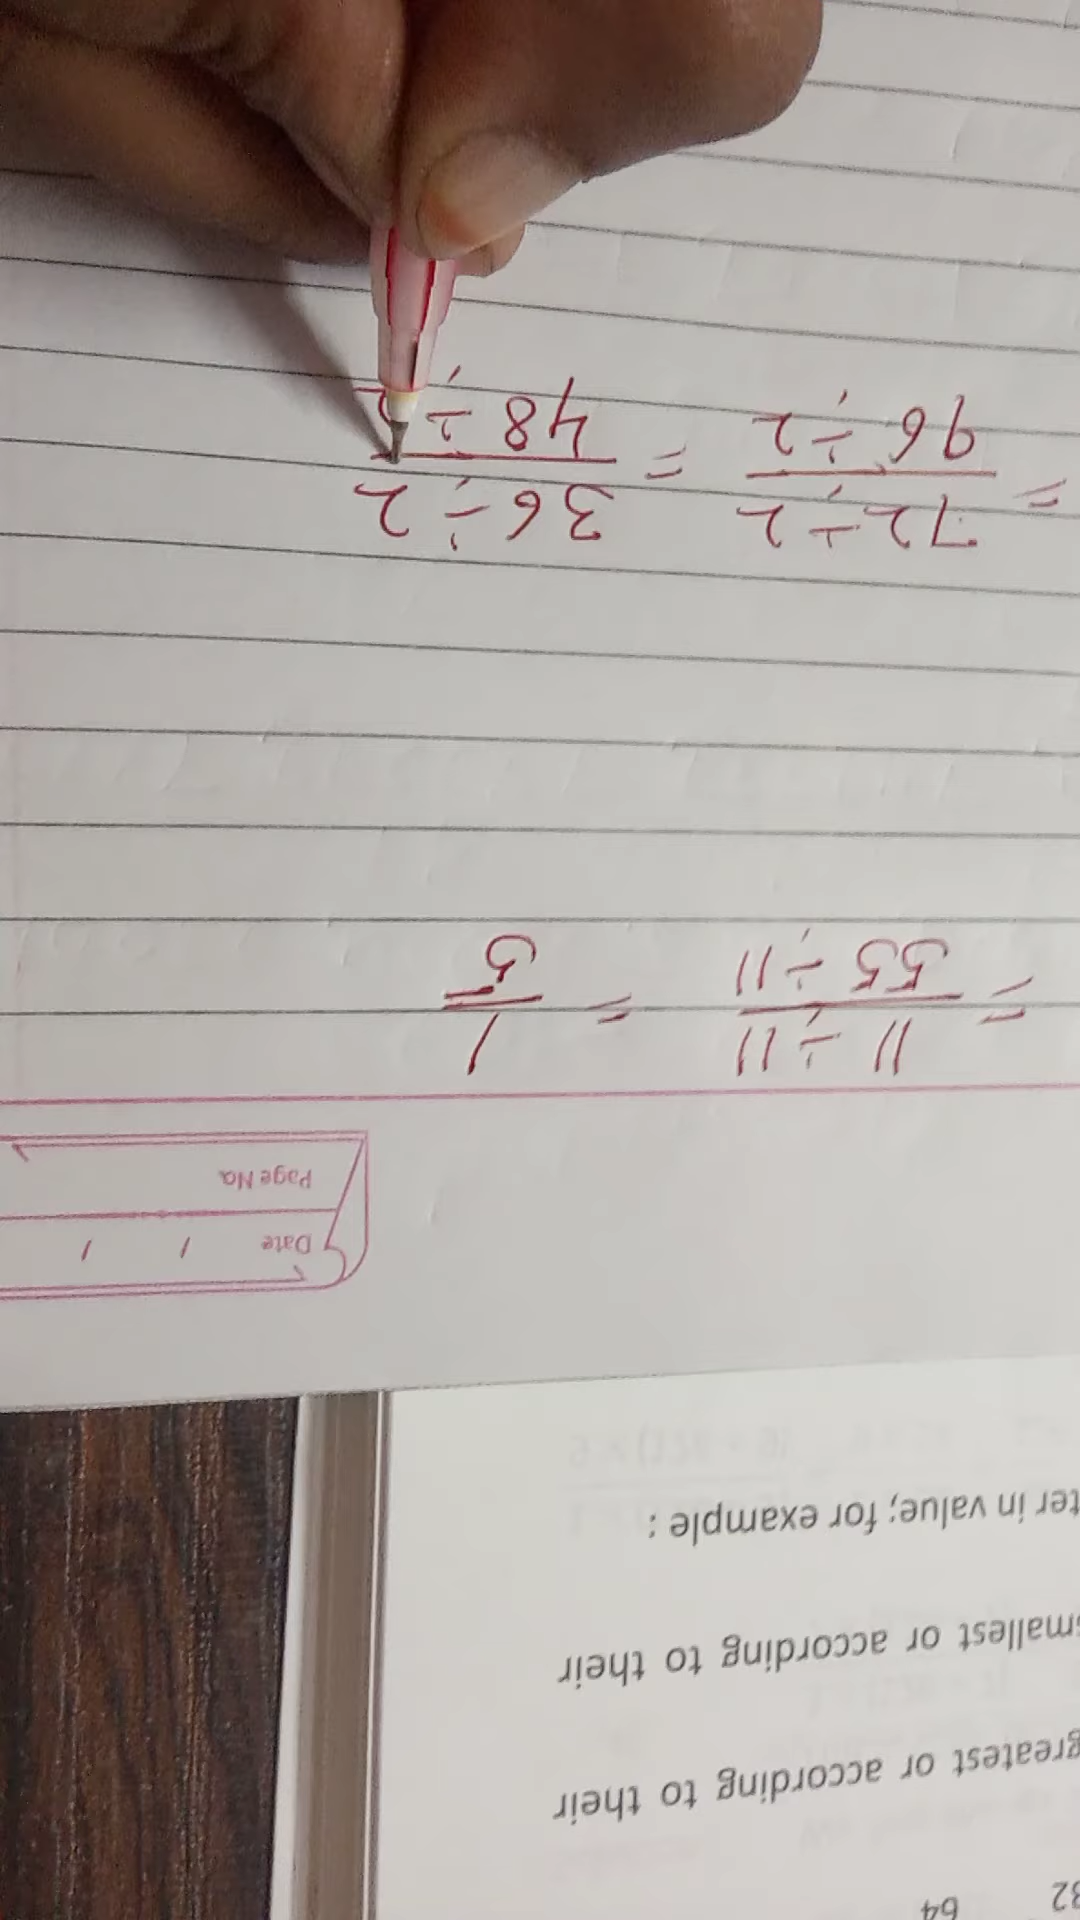 32 64
greatest or according to their
smallest or according to their
ter in value; for example :
Date / /
Page No.
= 11 ÷ 11 = 1
55 ÷ 11 5
= 72 ÷ 2 = 36 ÷ 2
96 ÷ 2 48 ÷ 2